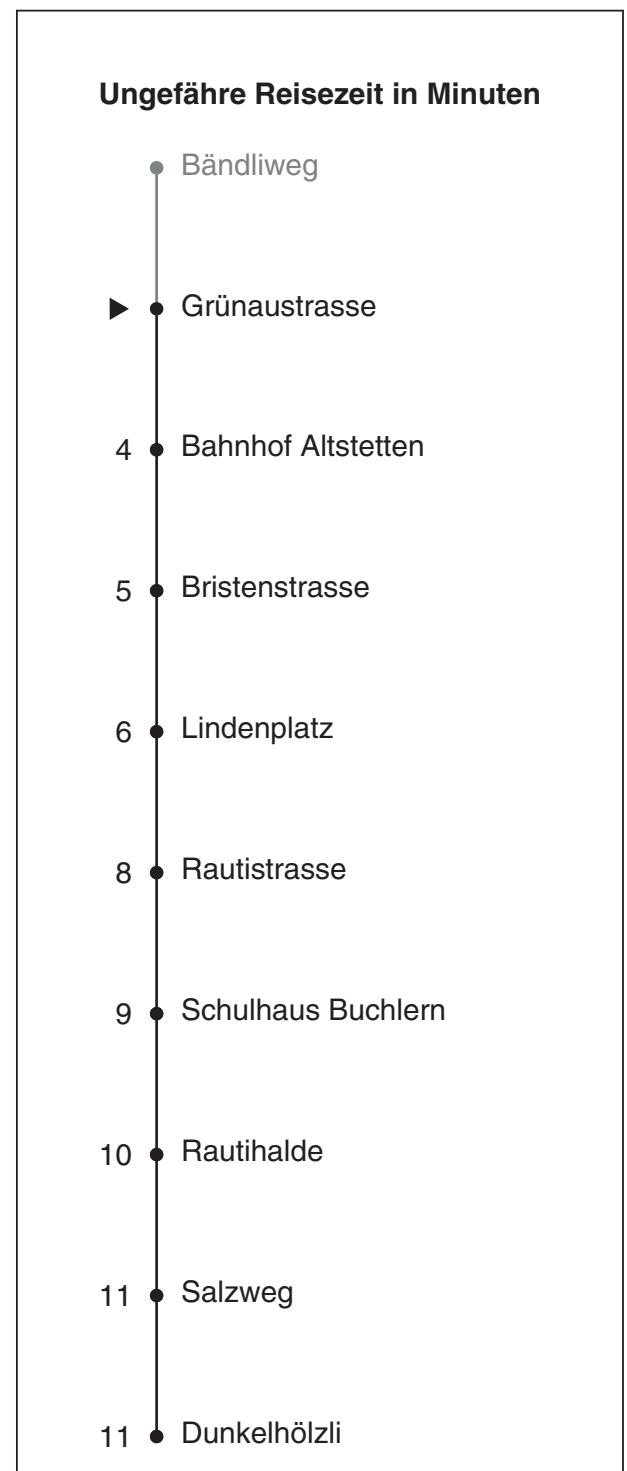 Ungefähre Reisezeit in Minuten
Bändliweg
Grünaustrasse
4 Bahnhof Altstetten
5 Bristenstrasse
6 Lindenplatz
8 Rautistrasse
9 Schulhaus Buchlern
10 Rautihalde
11 Salzweg
11 Dunkelhölzli